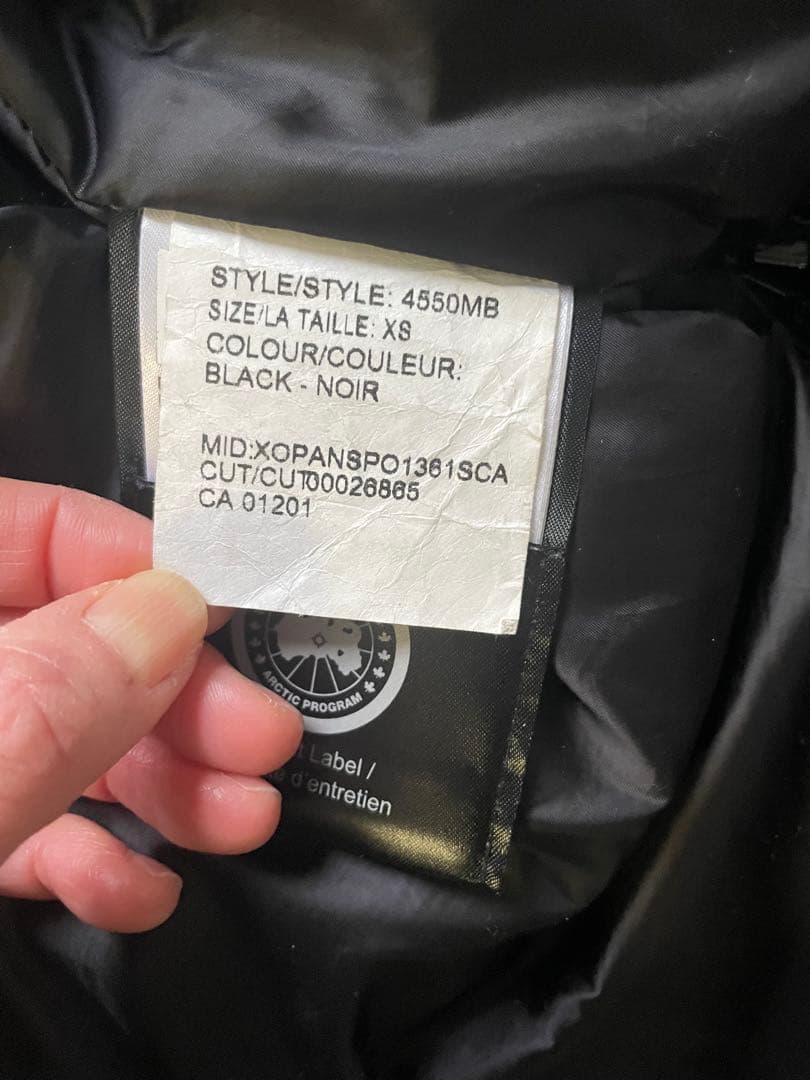 STYLE/STYLE: 4550MB
SIZE/LA TAILLE: XS
COLOUR/COULEUR:
BLACK - NOIR
MID:XOPANSPO1361SCA
CUT/CUT00026865
CA 01201
ARCTIC PROGRAM
Label /
d'entretien